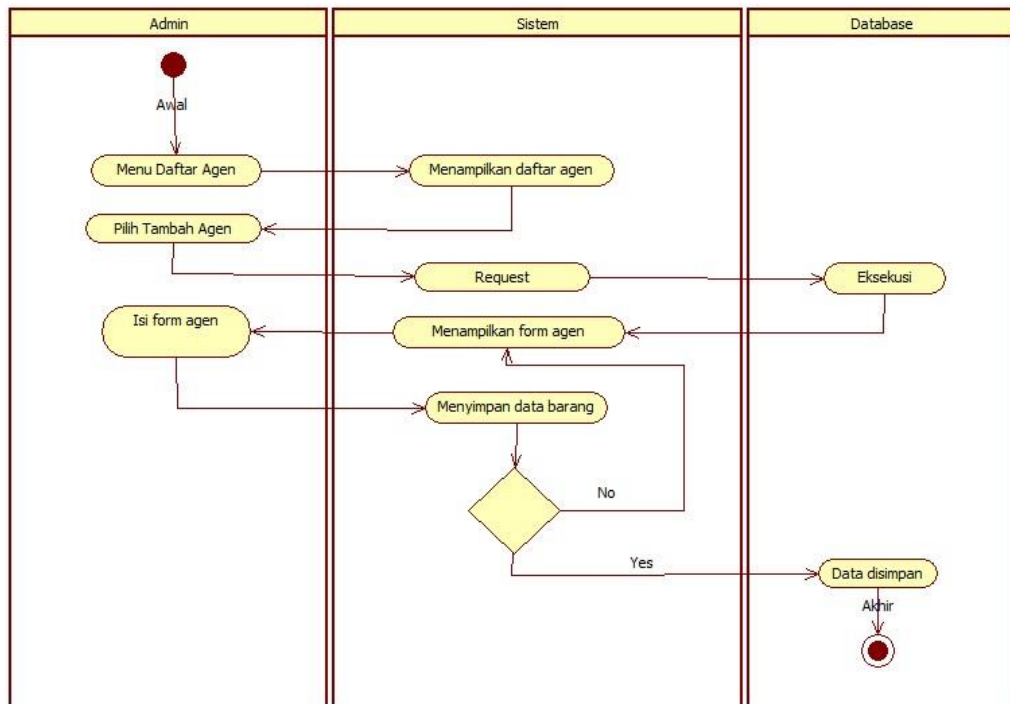 Admin
Sistem
Database
Awal
Menu Daftar Agen
Menampilkan daftar agen
Pilih Tambah Agen
Request
Eksekusi
Isi form agen
Menampilkan form agen
Menyimpan data barang
No
Yes
Data disimpan
Akhir